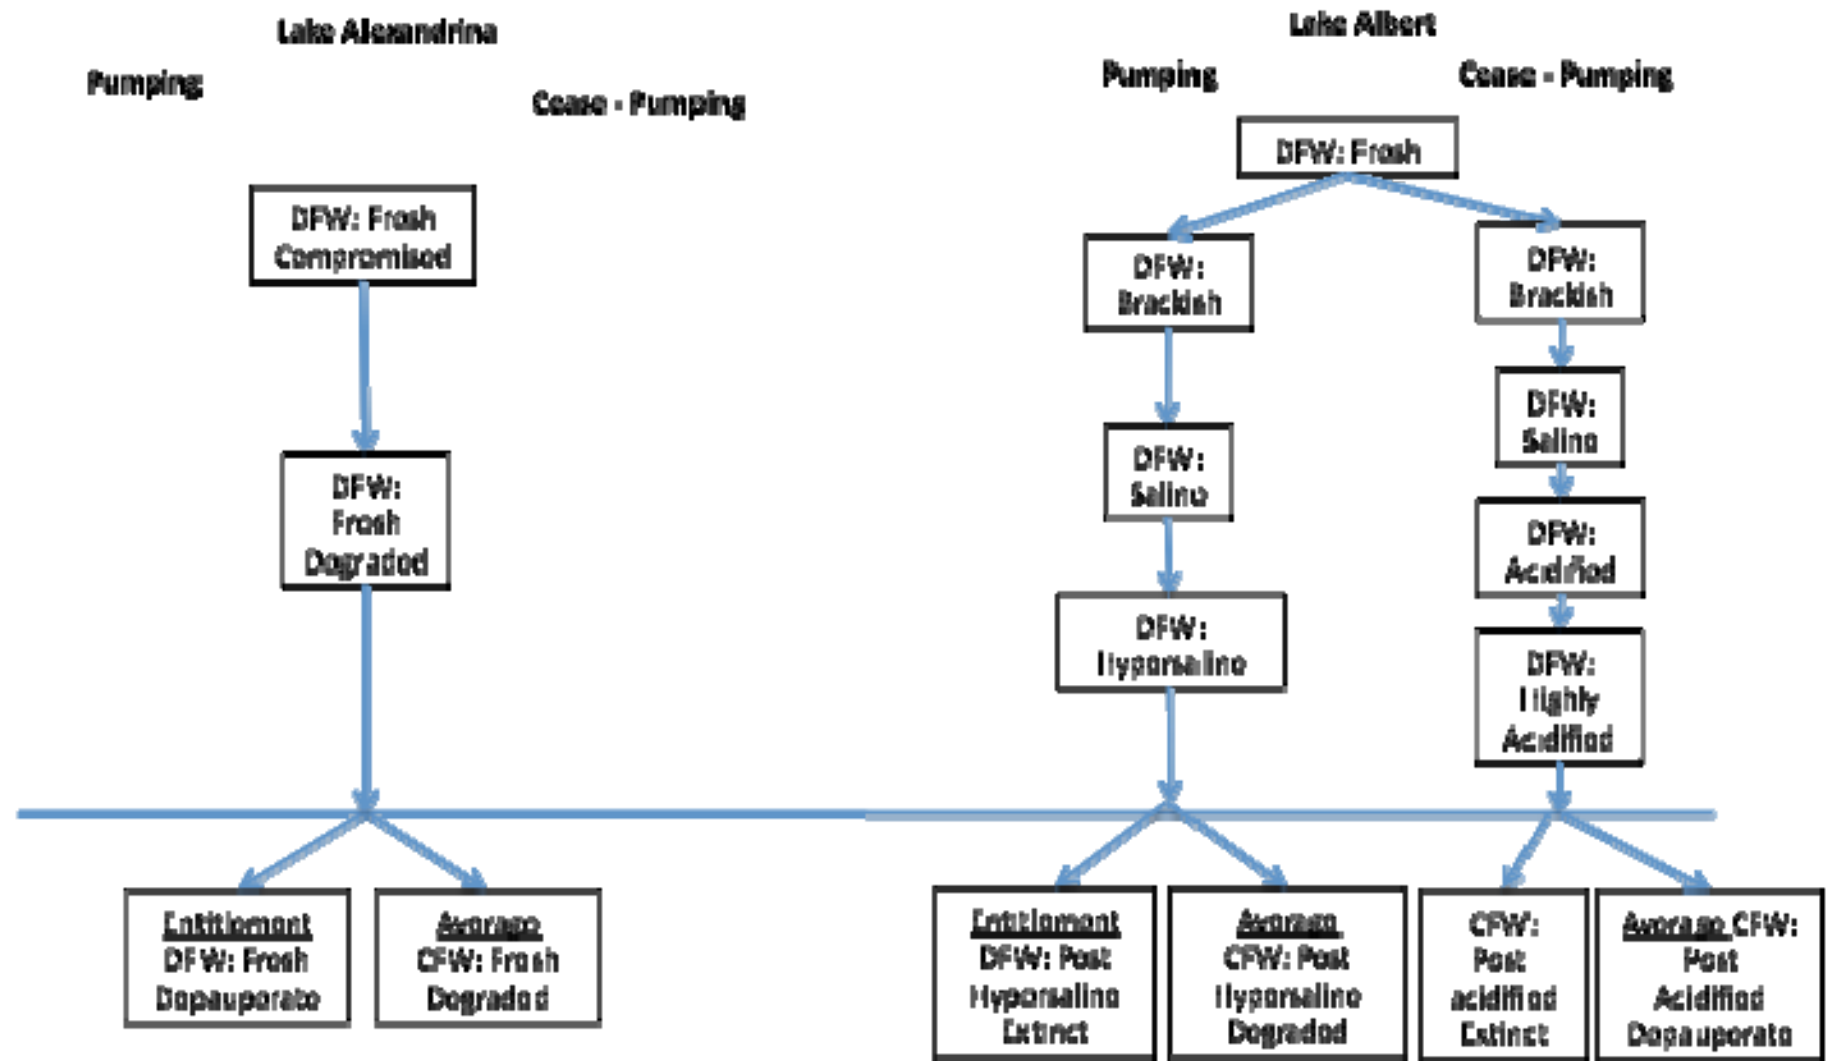 Lake Alexandrina
Pumping
Cease - Pumping
DFW: Fresh
Compromised
DFW:
Fresh
Degraded
Entitlement
DFW: Fresh
Depauperate
Average
CFW: Fresh
Degraded
Lake Albert
Pumping
Cease - Pumping
DFW: Fresh
DFW:
Brackish
DFW:
Saline
DFW:
Hypersaline
DFW:
Brackish
DFW:
Saline
DFW:
Acidified
DFW:
Highly
Acidified
Entitlement
DFW: Post
Hypersaline
Extinct
Average
CFW: Post
Hypersaline
Degraded
CFW:
Post
acidified
Extinct
Average CFW:
Post
Acidified
Depauperate